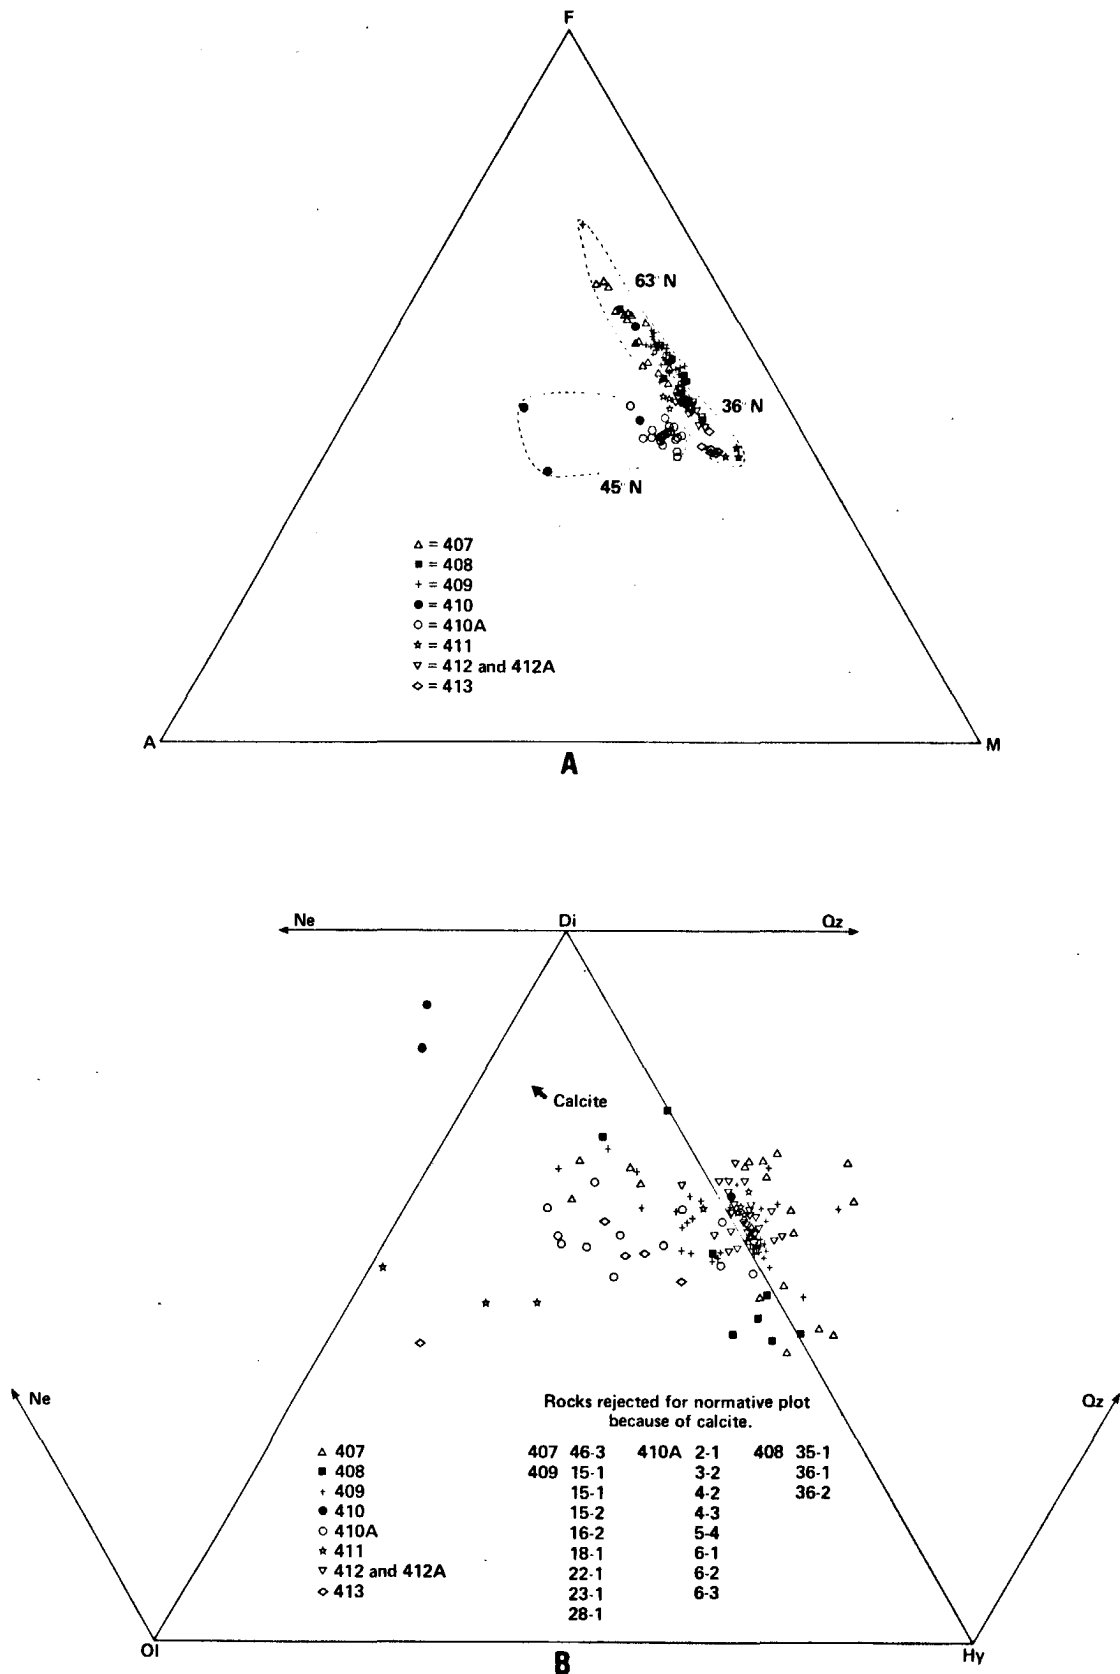 F
63° N
36° N
45° N
= 407
= 408
= 409
= 410
= 410A
= 411
= 412 and 412A
= 413
A
M
A
Ne
Di
Qz
Calcite
Ne
Qz
Rocks rejected for normative plot
because of calcite.
407
408
409
410
410A
411
412 and 412A
413
407 46-3 410A 2-1 408 35-1
409 15-1 3-2 36-1
15-1 4-2 36-2
15-2 4-3
16-2 5-4
18-1 6-1
22-1 6-2
23-1 6-3
28-1
Ol
Hy
B